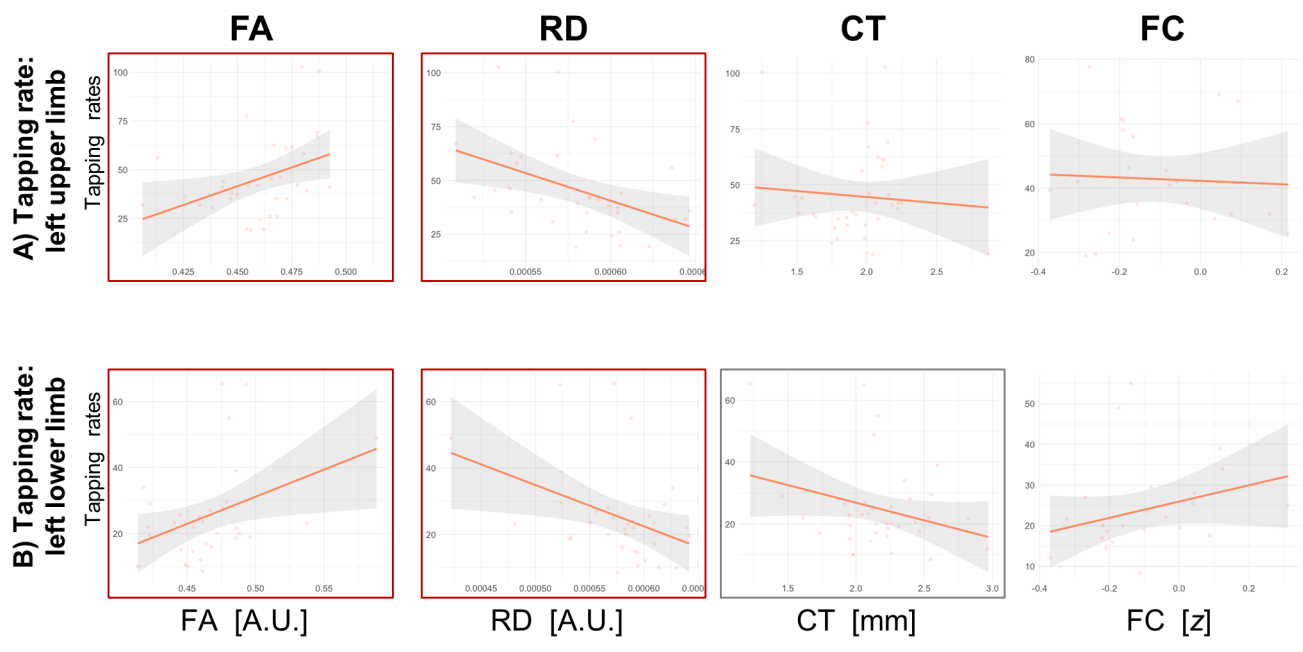 FA RD CT FC
A) Tapping rate:
left upper limb
Tapping rates
100
75
50
25
0.425 0.450 0.475 0.500
100
75
50
25
0.00055 0.00060 0.0006
100
75
50
25
1.5 2.0 2.5
80
60
40
20
-0.4 -0.2 0.0 0.2
B) Tapping rate:
left lower limb
Tapping rates
60
40
20
0.45 0.50 0.55
60
40
20
0.00045 0.00050 0.00055 0.00060 0.000
60
40
20
1.5 2.0 2.5 3.0
50
40
30
20
10
-0.4 -0.2 0.0 0.2
FA [A.U.] RD [A.U.] CT [mm] FC [z]